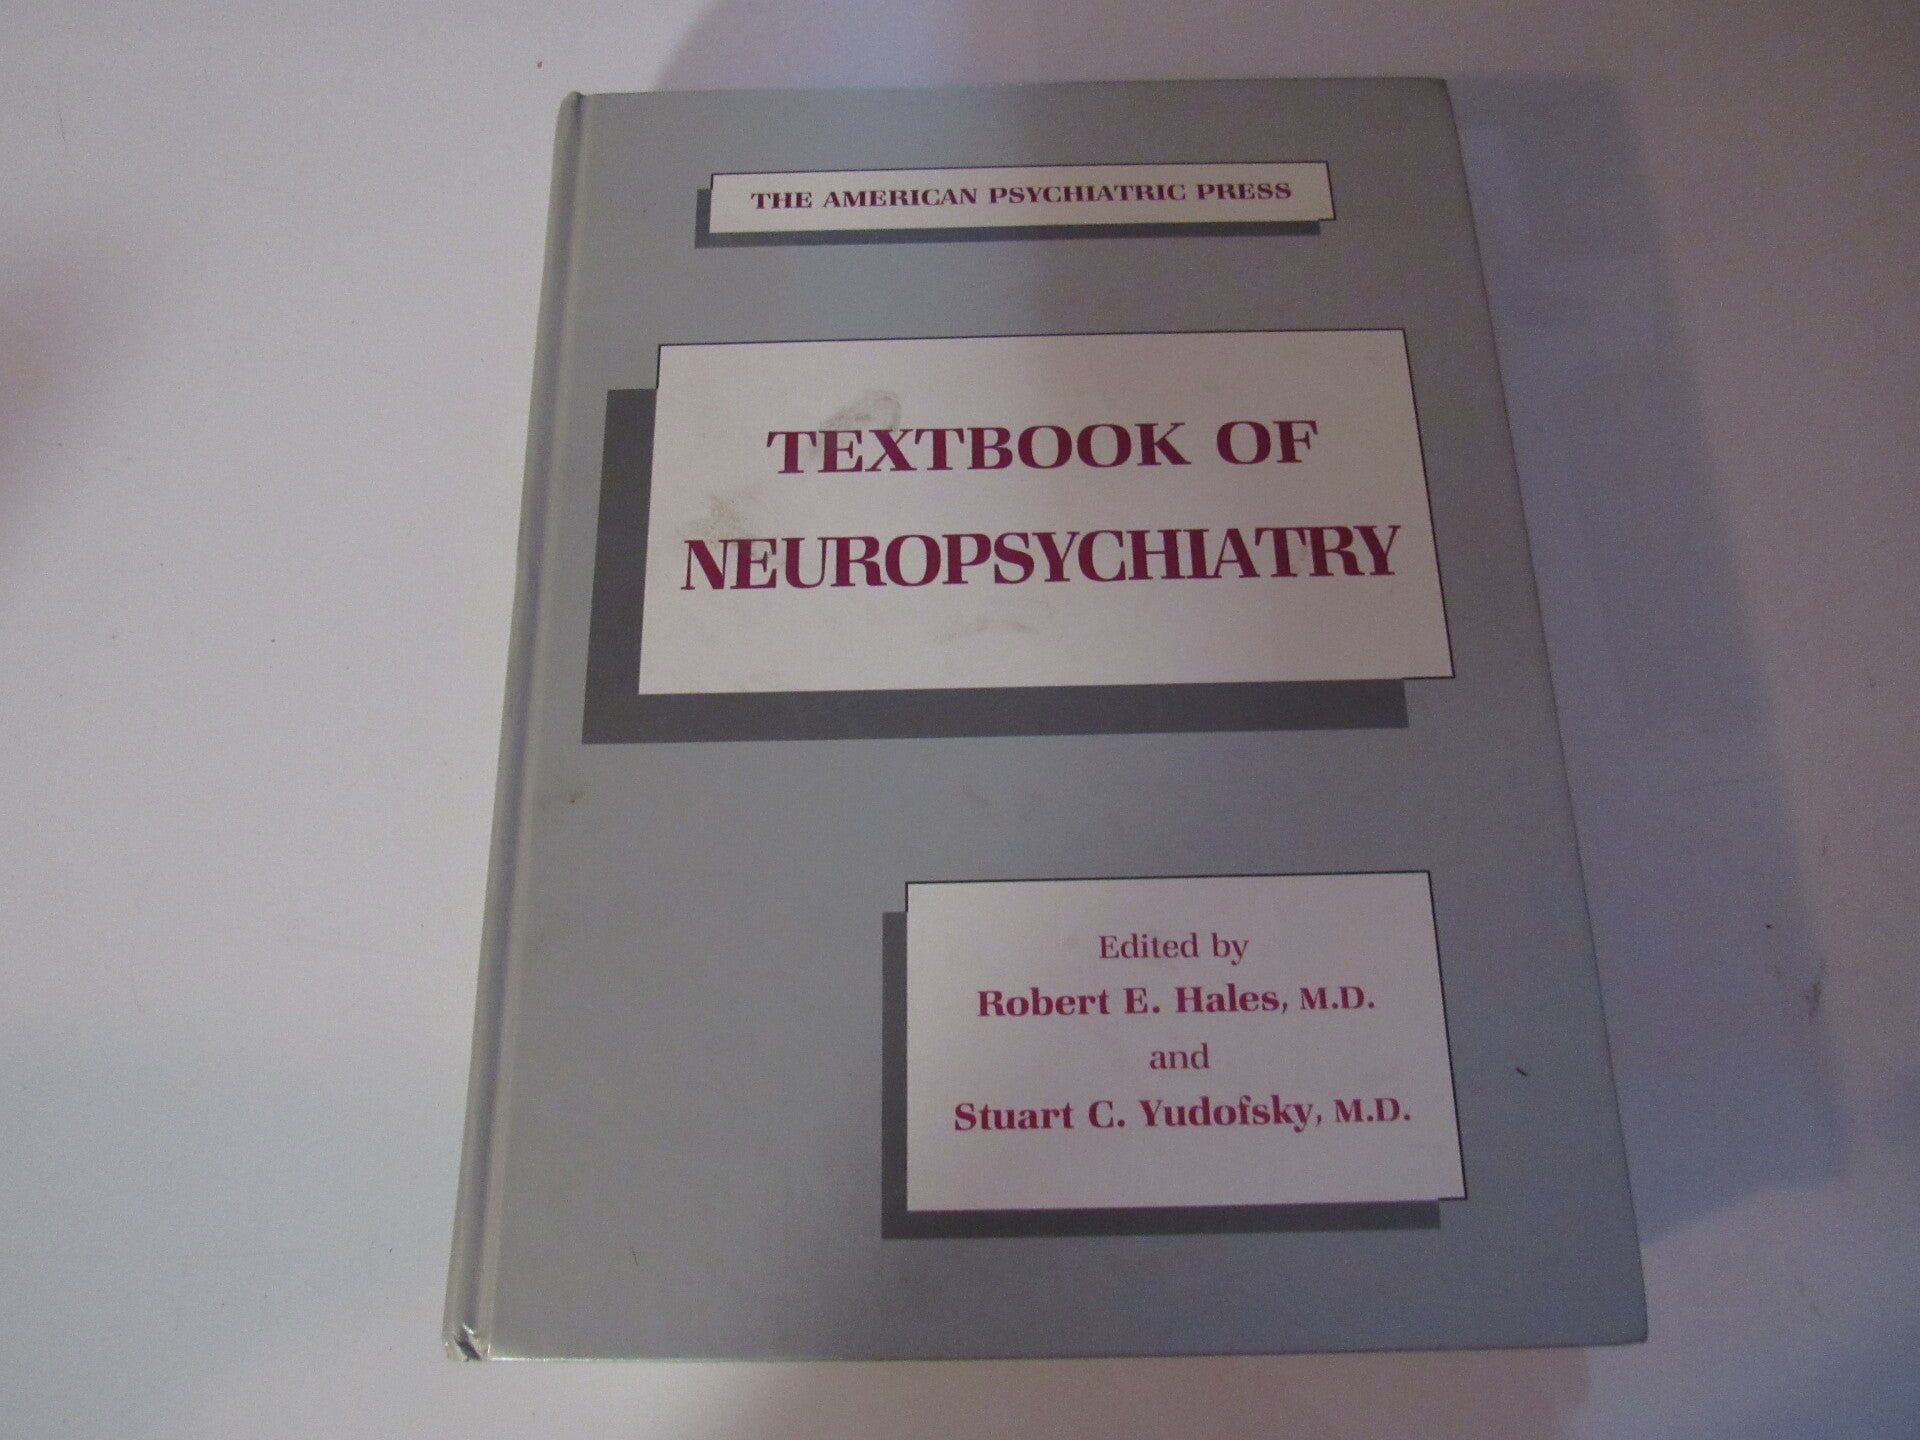 THE AMERICAN PSYCHIATRIC PRESS
TEXTBOOK OF
NEUROPSYCHIATRY
Edited by
Robert E. Hales, M.D.
and
Stuart C. Yudofsky, M.D.